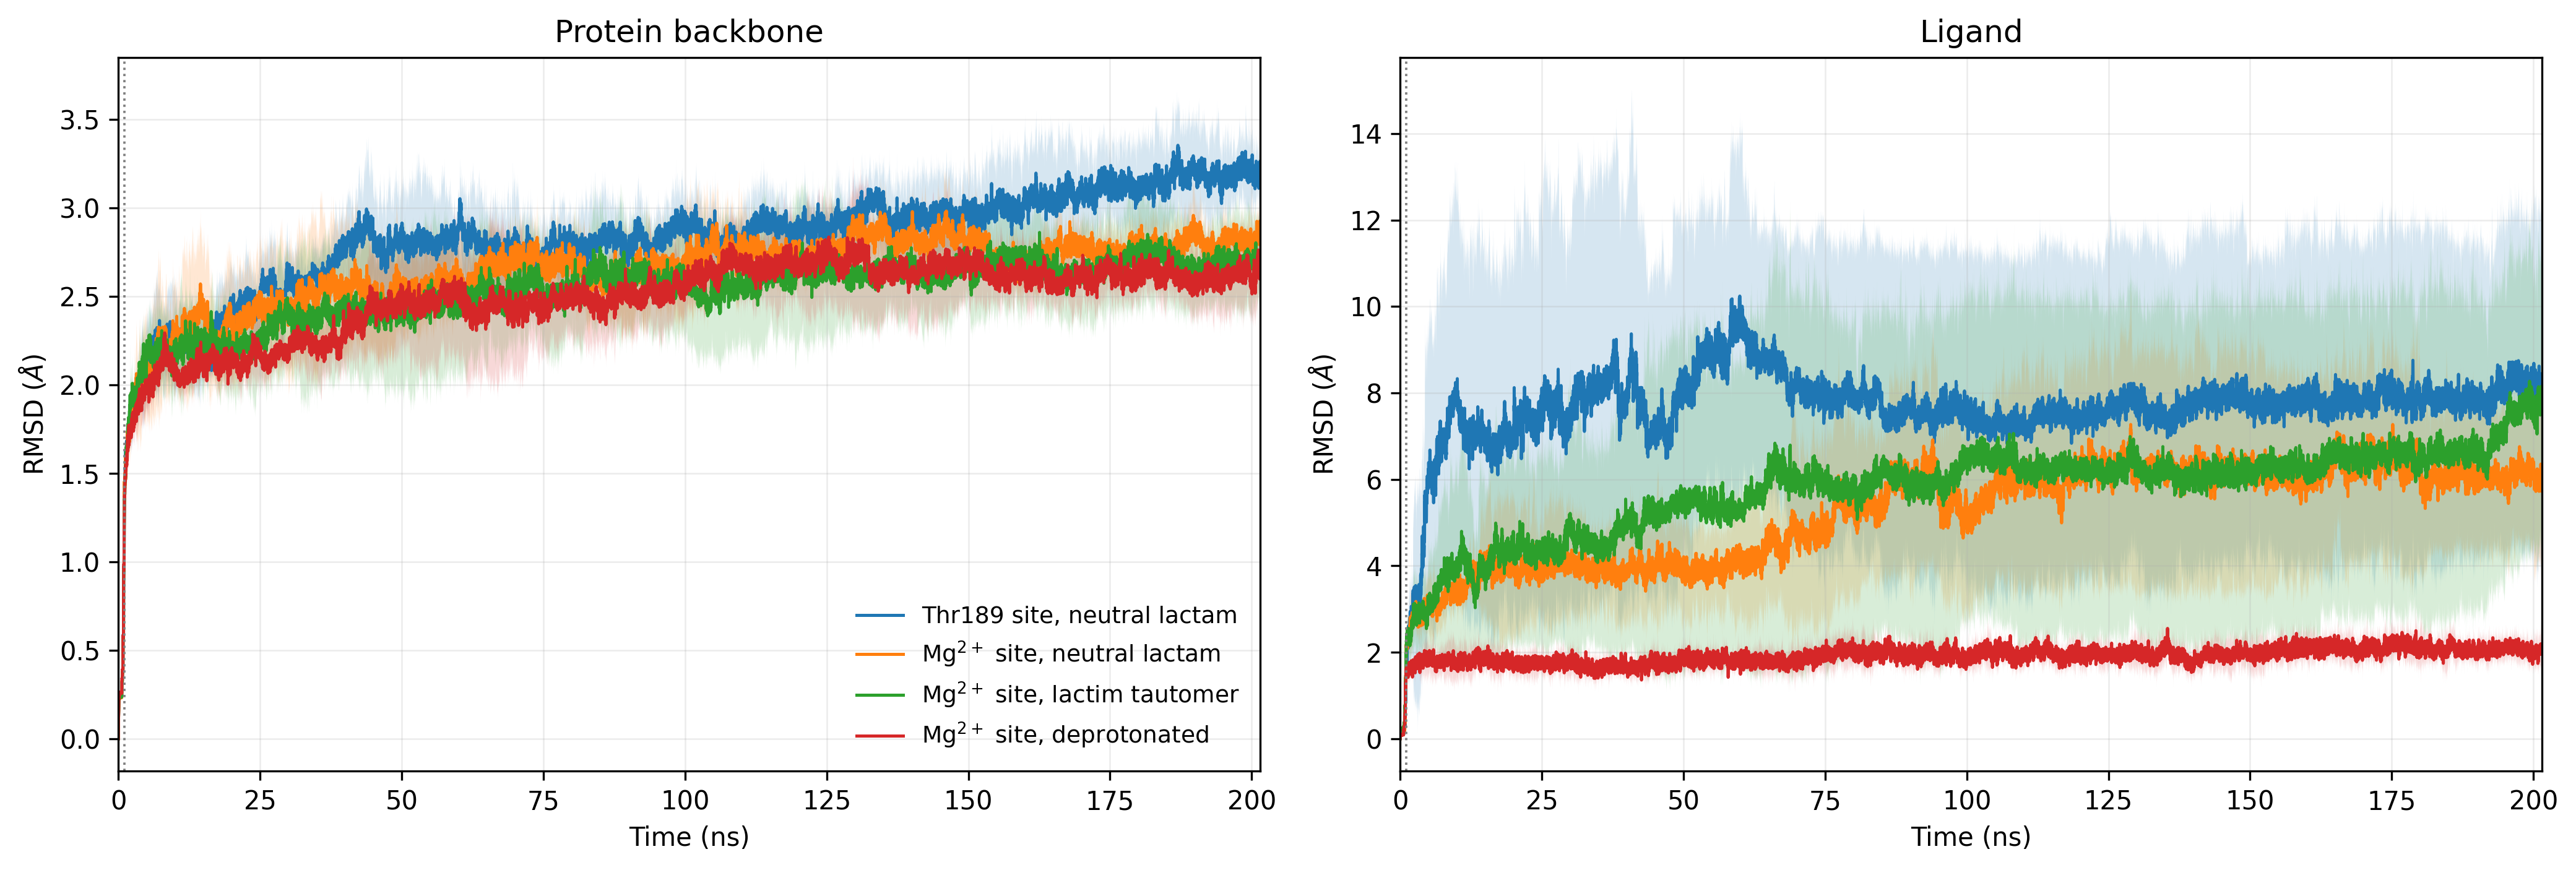 Protein backbone
RMSD (Å)
3.5
3.0
2.5
2.0
1.5
1.0
0.5
0.0
Thr189 site, neutral lactam
Mg²⁺ site, neutral lactam
Mg²⁺ site, lactim tautomer
Mg²⁺ site, deprotonated
0 25 50 75 100 125 150 175 200
Time (ns)
Ligand
RMSD (Å)
14
12
10
8
6
4
2
0
0 25 50 75 100 125 150 175 200
Time (ns)